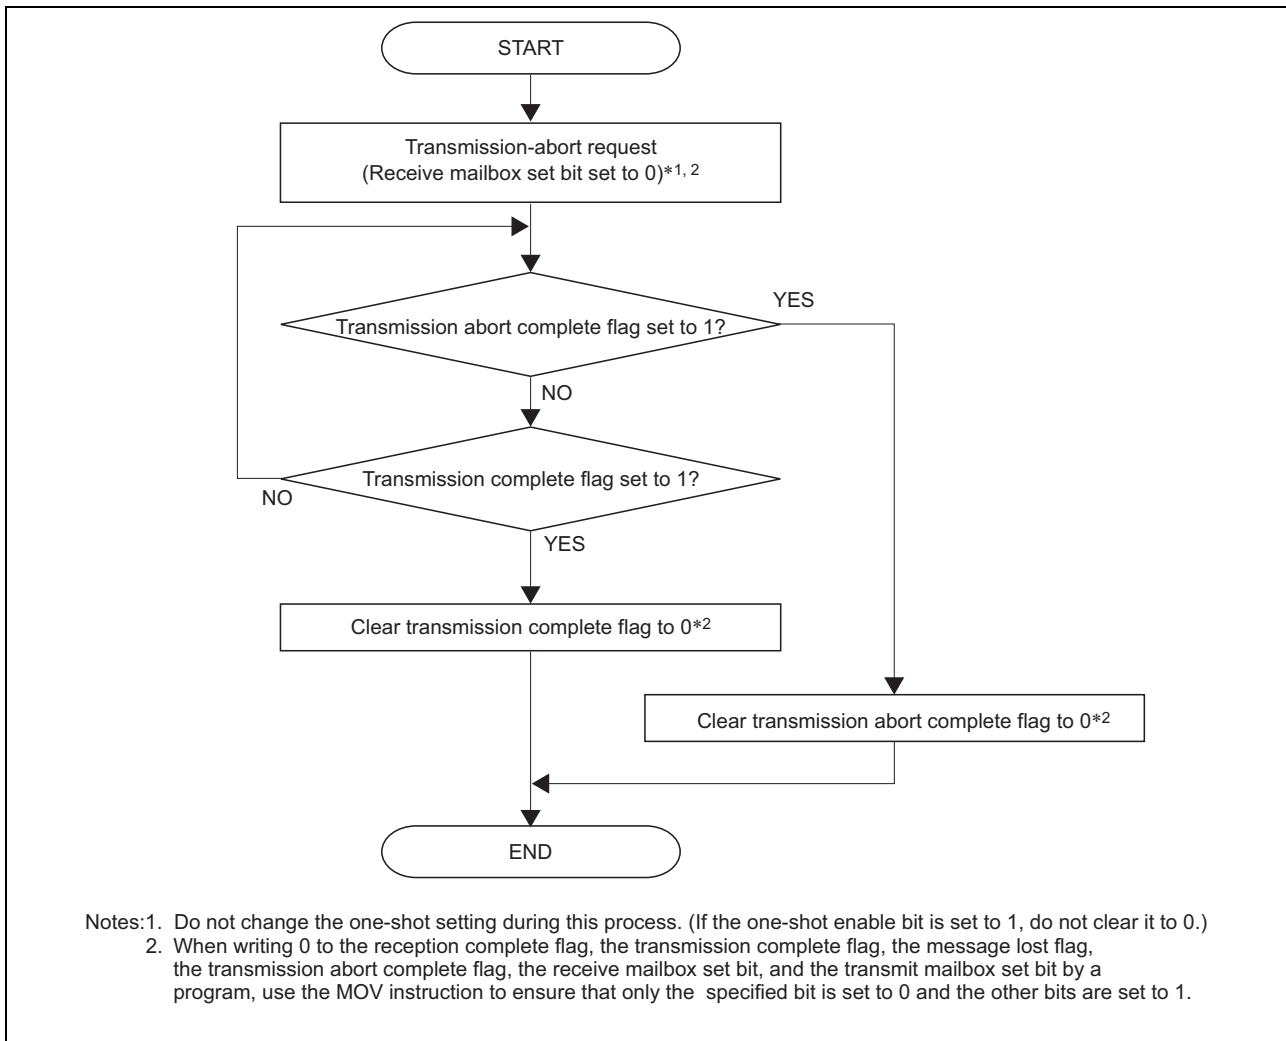 START
Transmission-abort request
(Receive mailbox set bit set to 0)*1, 2
Transmission abort complete flag set to 1?
YES
NO
Transmission complete flag set to 1?
NO
YES
Clear transmission complete flag to 0*2
Clear transmission abort complete flag to 0*2
END
Notes:1. Do not change the one-shot setting during this process. (If the one-shot enable bit is set to 1, do not clear it to 0.)
2. When writing 0 to the reception complete flag, the transmission complete flag, the message lost flag,
the transmission abort complete flag, the receive mailbox set bit, and the transmit mailbox set bit by a
program, use the MOV instruction to ensure that only the specified bit is set to 0 and the other bits are set to 1.